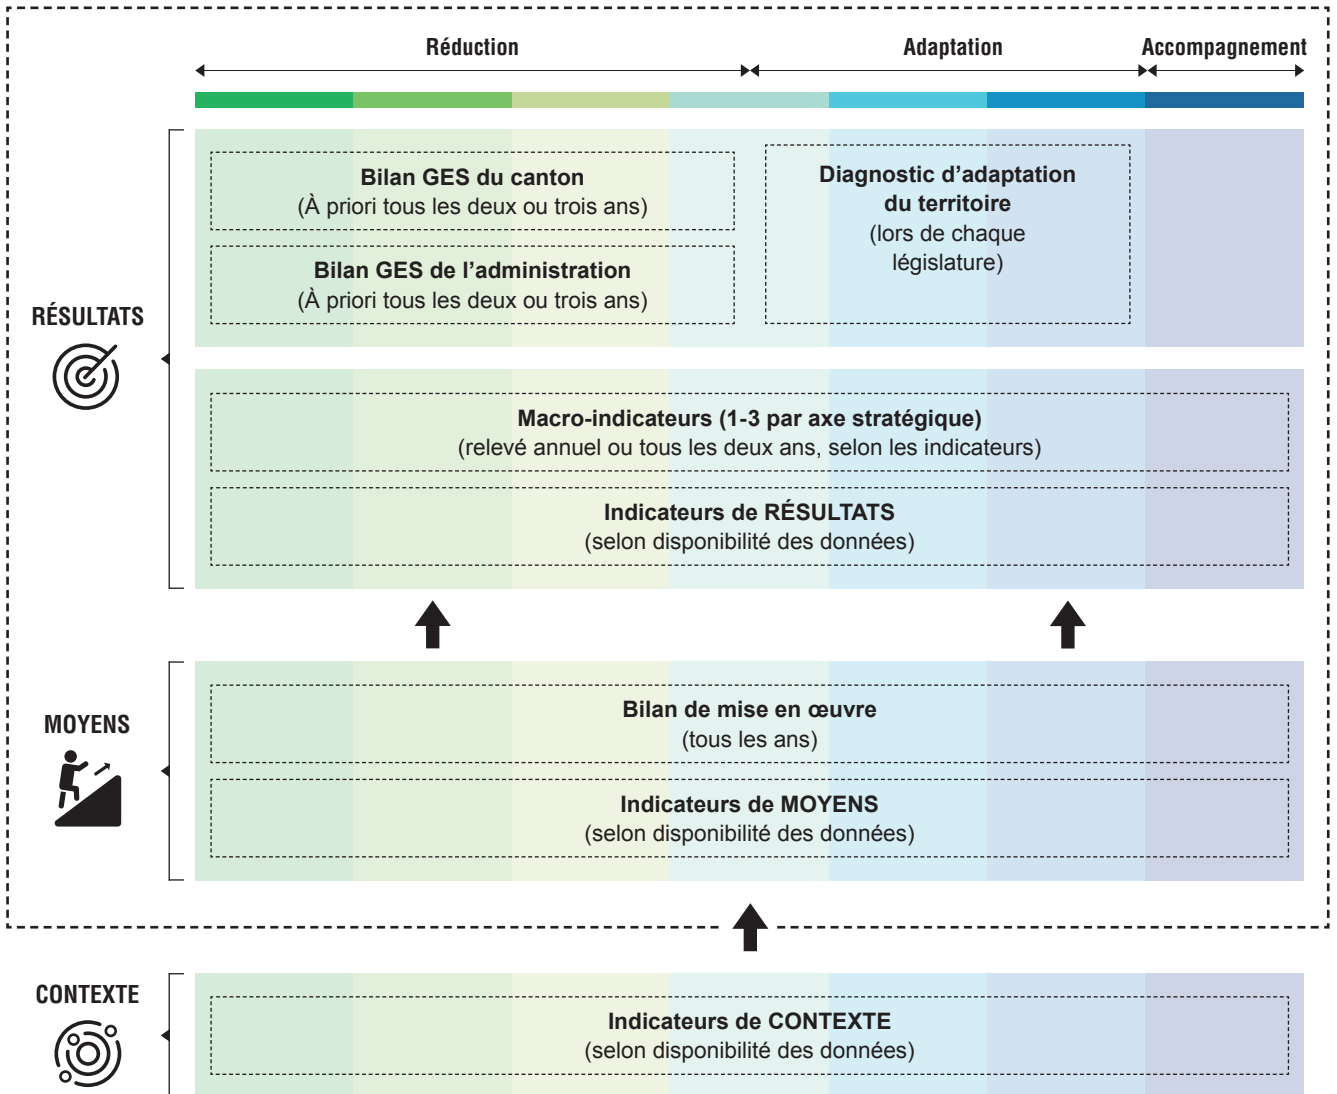 Réduction
Adaptation
Accompagnement
Bilan GES du canton
(À priori tous les deux ou trois ans)
Bilan GES de l’administration
(À priori tous les deux ou trois ans)
Diagnostic d’adaptation
du territoire
(lors de chaque
législature)
RÉSULTATS
Macro-indicateurs (1-3 par axe stratégique)
(relevé annuel ou tous les deux ans, selon les indicateurs)
Indicateurs de RÉSULTATS
(selon disponibilité des données)
MOYENS
Bilan de mise en œuvre
(tous les ans)
Indicateurs de MOYENS
(selon disponibilité des données)
CONTEXTE
Indicateurs de CONTEXTE
(selon disponibilité des données)